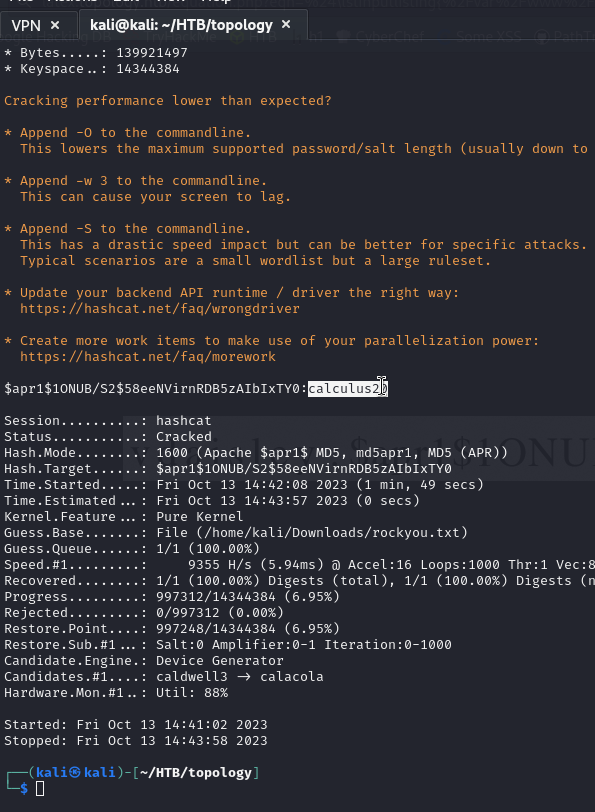 VPN
kali@kali: ~/HTB/topology
* Bytes.....: 139921497
* Keyspace..: 14344384
Cracking performance lower than expected?
* Append -O to the commandline.
This lowers the maximum supported password/salt length (usually down to
* Append -w 3 to the commandline.
This can cause your screen to lag.
* Append -S to the commandline.
This has a drastic speed impact but can be better for specific attacks.
Typical scenarios are a small wordlist but a large ruleset.
* Update your backend API runtime / driver the right way:
https://hashcat.net/faq/wrongdriver
* Create more work items to make use of your parallelization power:
https://hashcat.net/faq/morework
$apr1$1ONUB/S2$58eeNVirnRDB5zAIbIxTY0:calculus20
Session..........: hashcat
Status...........: Cracked
Hash.Mode........: 1600 (Apache $apr1$ MD5, md5apr1, MD5 (APR))
Hash.Target......: $apr1$1ONUB/S2$58eeNVirnRDB5zAIbIxTY0
Time.Started.....: Fri Oct 13 14:42:08 2023 (1 min, 49 secs)
Time.Estimated...: Fri Oct 13 14:43:57 2023 (0 secs)
Kernel.Feature...: Pure Kernel
Guess.Base.......: File (/home/kali/Downloads/rockyou.txt)
Guess.Queue......: 1/1 (100.00%)
Speed.#1.........:     9355 H/s (5.94ms) @ Accel:16 Loops:1000 Thr:1 Vec:8
Recovered........: 1/1 (100.00%) Digests (total), 1/1 (100.00%) Digests (n
Progress.........: 997312/14344384 (6.95%)
Rejected.........: 0/997312 (0.00%)
Restore.Point....: 997248/14344384 (6.95%)
Restore.Sub.#1...: Salt:0 Amplifier:0-1 Iteration:0-1000
Candidate.Engine.: Device Generator
Candidates.#1....: caldwell3 -> calacola
Hardware.Mon.#1..: Util: 88%
Started: Fri Oct 13 14:41:02 2023
Stopped: Fri Oct 13 14:43:58 2023
┌──(kali㉿kali)-[~/HTB/topology]
└─$